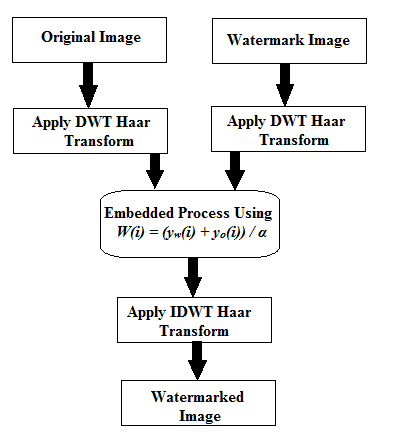 Original Image
Watermark Image
Apply DWT Haar
Transform
Apply DWT Haar
Transform
Embedded Process Using
W(i) = (yw(i) + yo(i)) / α
Apply IDWT Haar
Transform
Watermarked
Image